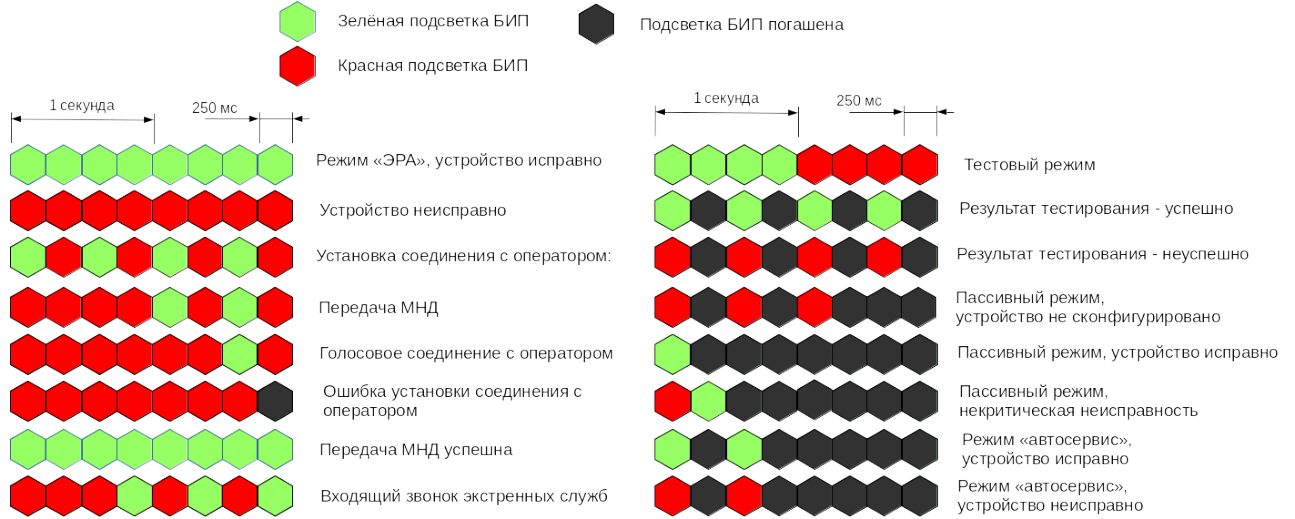 Зелёная подсветка БИП
Подсветка БИП погашена
Красная подсветка БИП
1 секунда
250 мс
Режим «ЭРА», устройство исправно
Устройство неисправно
Установка соединения с оператором:
Передача МНД
Голосовое соединение с оператором
Ошибка установки соединения с
оператором
Передача МНД успешна
Входящий звонок экстренных служб
1 секунда
250 мс
Тестовый режим
Результат тестирования - успешно
Результат тестирования - неуспешно
Пассивный режим,
устройство не сконфигурировано
Пассивный режим, устройство исправно
Пассивный режим,
некритическая неисправность
Режим «автосервис»,
устройство исправно
Режим «автосервис»,
устройство неисправно